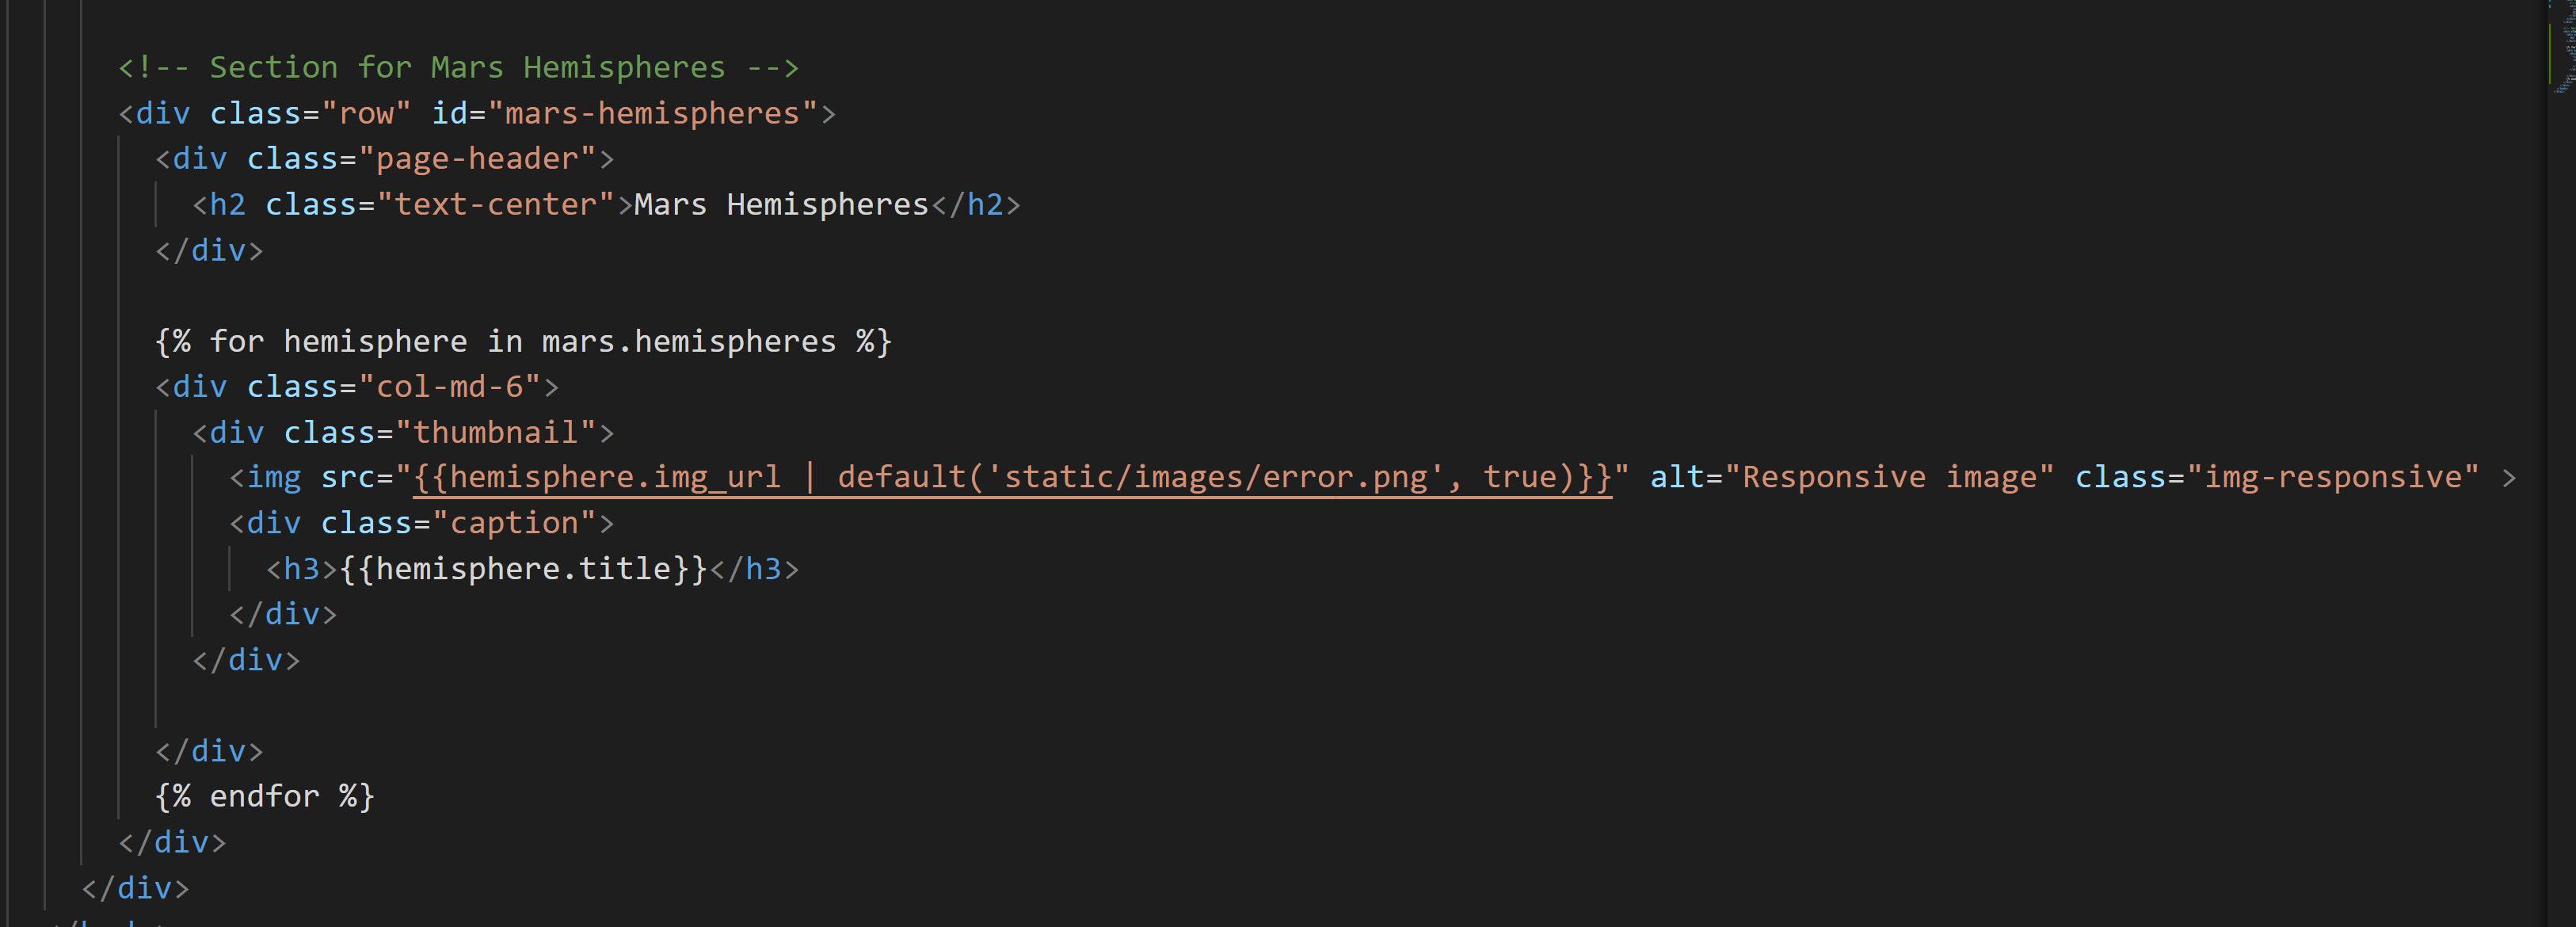 <!-- Section for Mars Hemispheres -->
<div class="row" id="mars-hemispheres">
<div class="page-header">
<h2 class="text-center">Mars Hemispheres</h2>
</div>
{% for hemisphere in mars.hemispheres %}
<div class="col-md-6">
<div class="thumbnail">
<img src="{{hemisphere.img_url | default('static/images/error.png', true)}}" alt="Responsive image" class="img-responsive" >
<div class="caption">
<h3>{{hemisphere.title}}</h3>
</div>
</div>
</div>
{% endfor %}
</div>
</div>